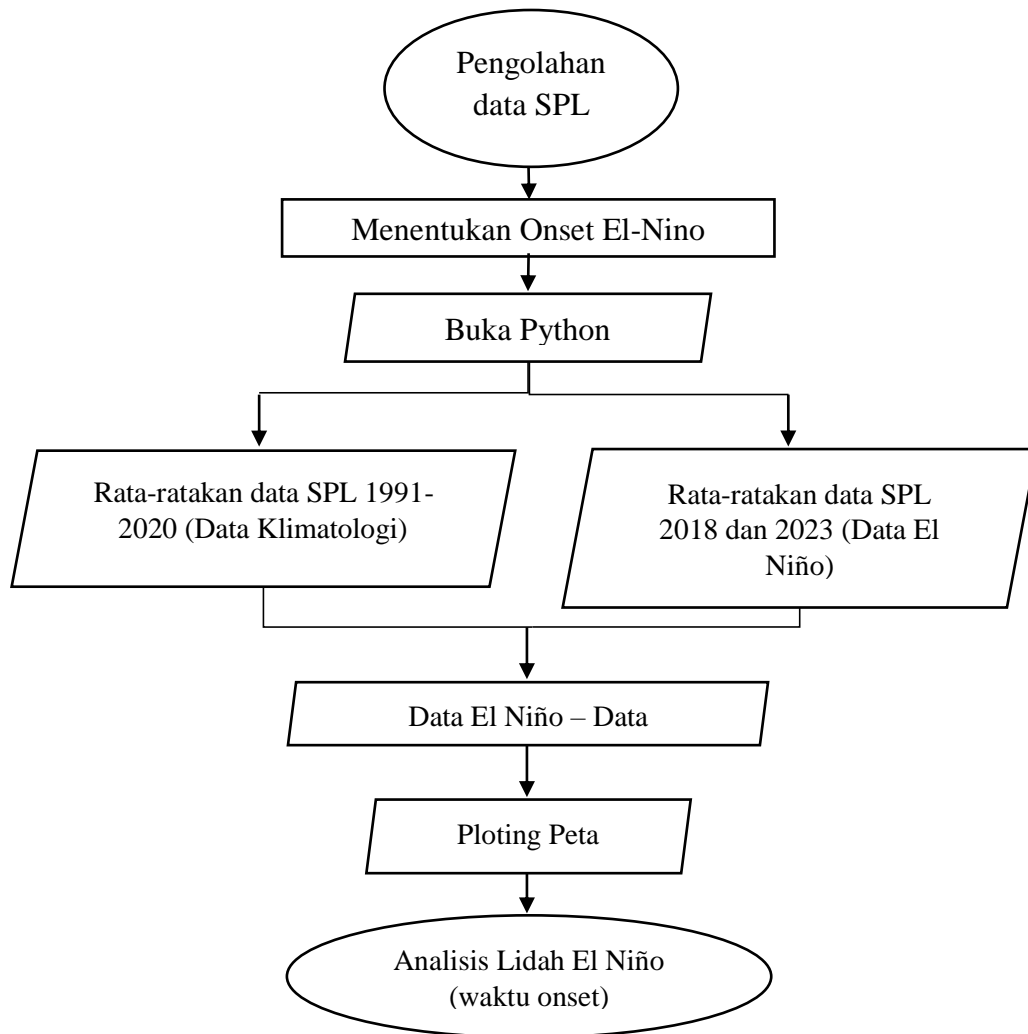 Pengolahan
data SPL
Menentukan Onset El-Nino
Buka Python
Rata-ratakan data SPL 1991-
2020 (Data Klimatologi)
Rata-ratakan data SPL
2018 dan 2023 (Data El
Niño)
Data El Niño – Data
Ploting Peta
Analisis Lidah El Niño
(waktu onset)